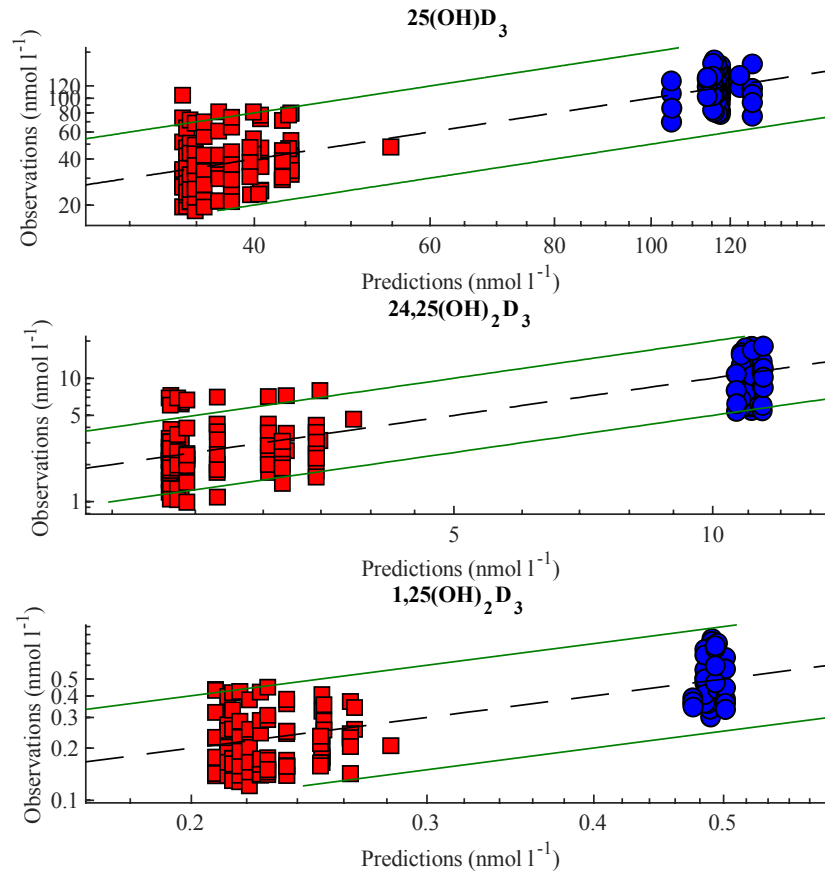 25(OH)D3
Observations (nmol l-1)
120
100
80
60
40
20
40 60 80 100 120
Predictions (nmol l-1)
24,25(OH)2D3
Observations (nmol l-1)
10
5
1
5 10
Predictions (nmol l-1)
1,25(OH)2D3
Observations (nmol l-1)
0.5
0.4
0.3
0.2
0.1
0.2 0.3 0.4 0.5
Predictions (nmol l-1)